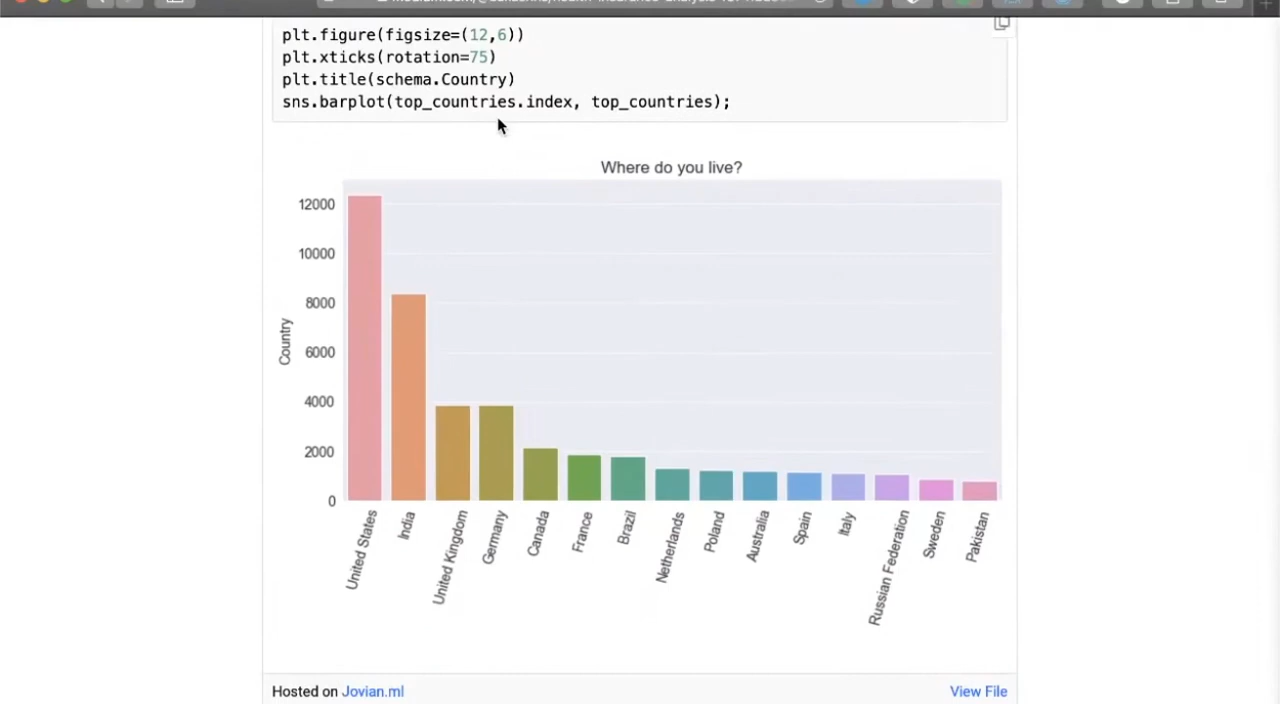 plt.figure(figsize=(12,6))
plt.xticks(rotation=75)
plt.title(schema.Country)
sns.barplot(top_countries.index, top_countries);
Where do you live?
12000
10000
8000
6000
4000
2000
0
Country
United States
India
United Kingdom
Germany
Canada
France
Brazil
Netherlands
Poland
Australia
Spain
Italy
Russian Federation
Sweden
Pakistan
Hosted on Jovian.ml View File